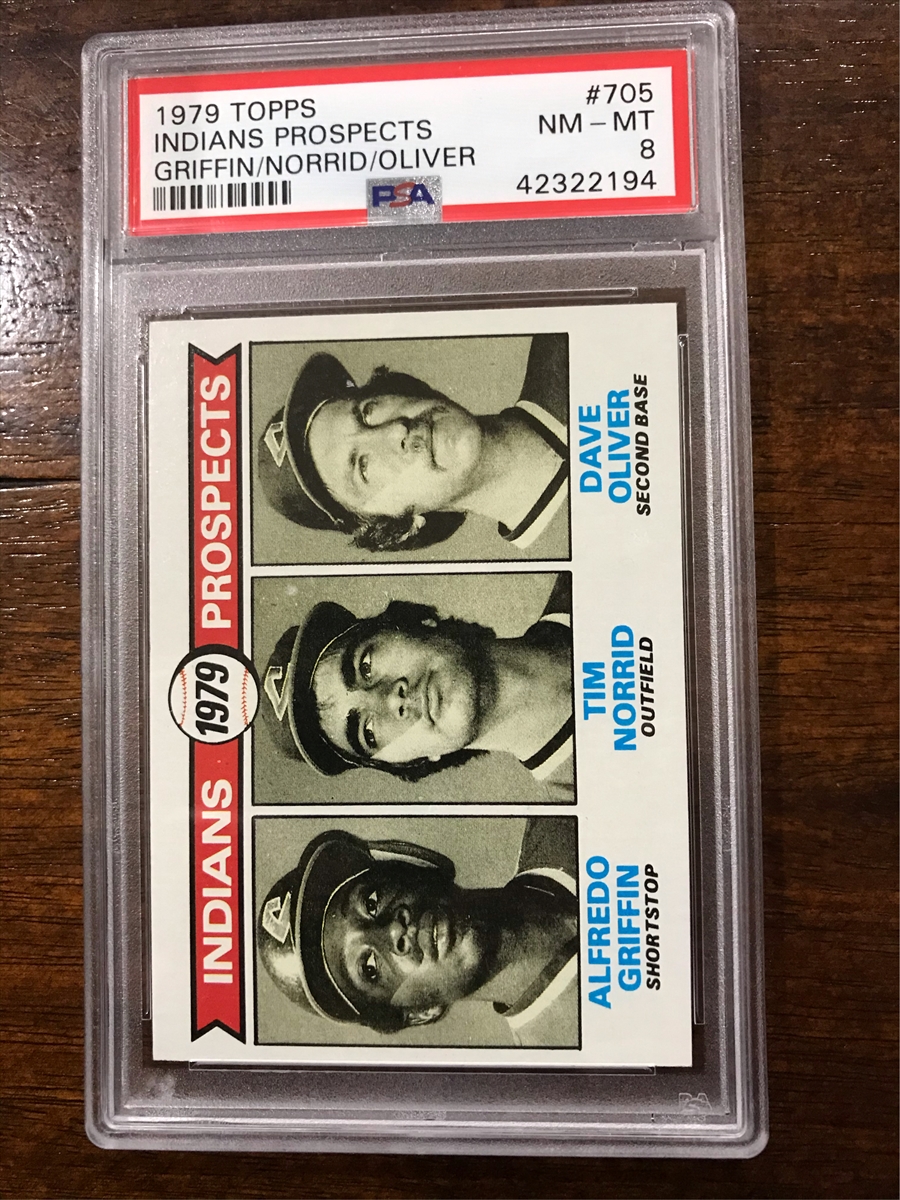 1979 TOPPS #705
INDIANS PROSPECTS NM-MT
GRIFFIN/NORRID/OLIVER 8
PSA 42322194
INDIANS 1979 PROSPECTS
ALFREDO
GRIFFIN
SHORTSTOP
TIM
NORRID
OUTFIELD
DAVE
OLIVER
SECOND BASE
PSA